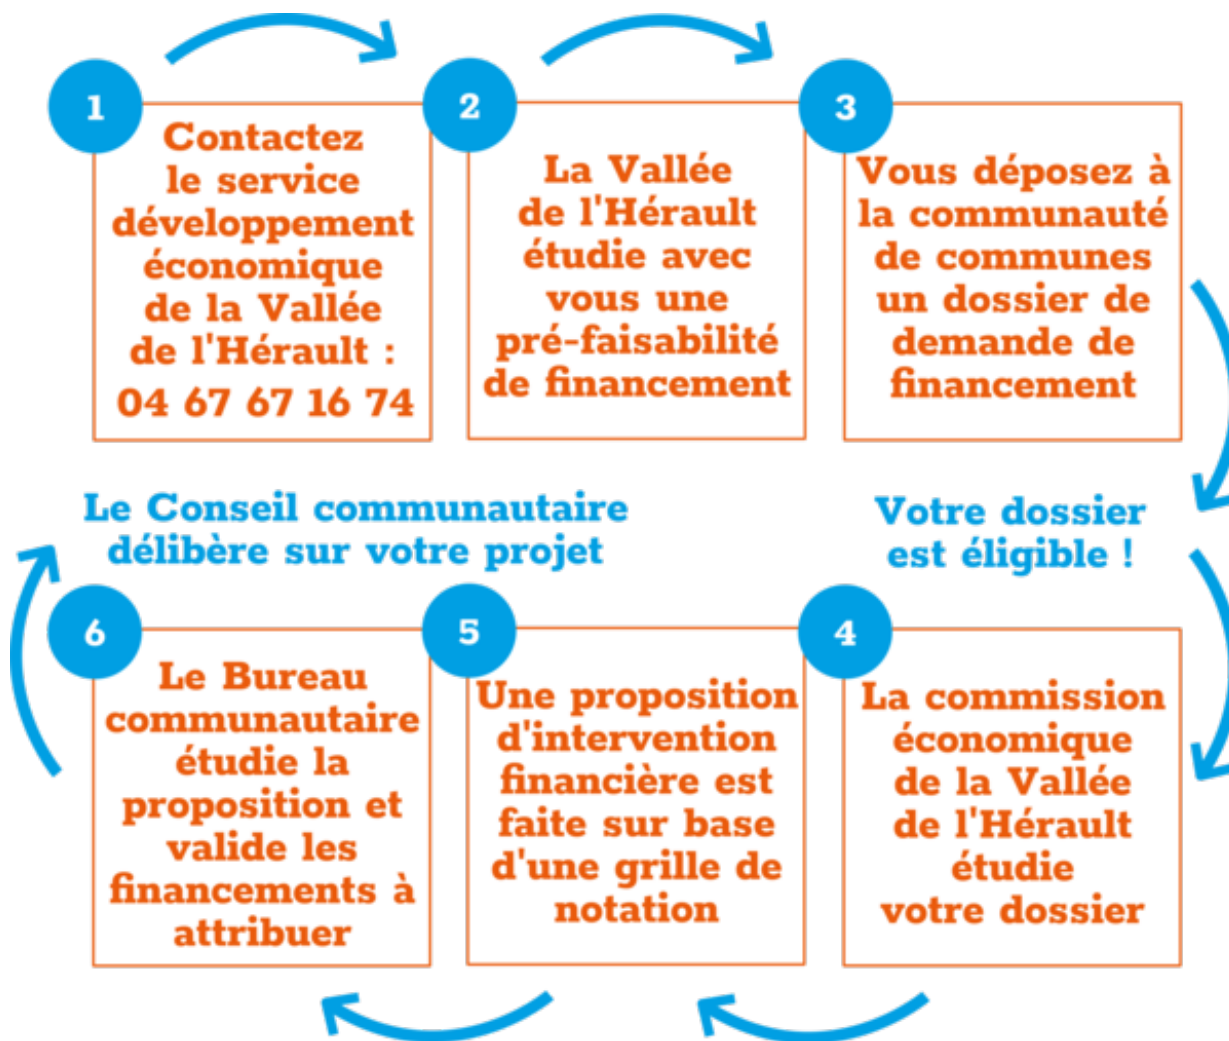 1
Contactez
le service
développement
économique
de la Vallée
de l'Hérault :
04 67 67 16 74
2
La Vallée
de l'Hérault
étudie avec
vous une
pré-faisabilité
de financement
3
Vous déposez à
la communauté
de communes
un dossier de
demande de
financement
Votre dossier
est éligible !
4
La commission
économique
de la Vallée
de l'Hérault
étudie
votre dossier
5
Une proposition
d'intervention
financière est
faite sur base
d'une grille de
notation
6
Le Bureau
communautaire
étudie la
proposition et
valide les
financements à
attribuer
Le Conseil communautaire
délibère sur votre projet